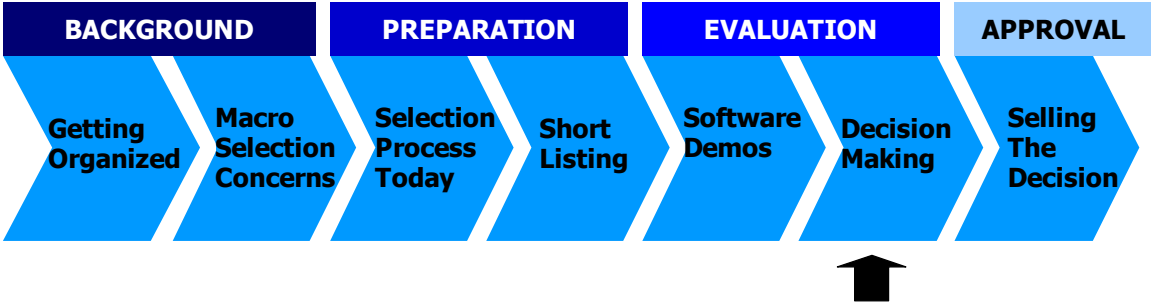 BACKGROUND
PREPARATION
EVALUATION
APPROVAL
Getting
Organized
Macro
Selection
Concerns
Selection
Process
Today
Short
Listing
Software
Demos
Decision
Making
Selling
The
Decision